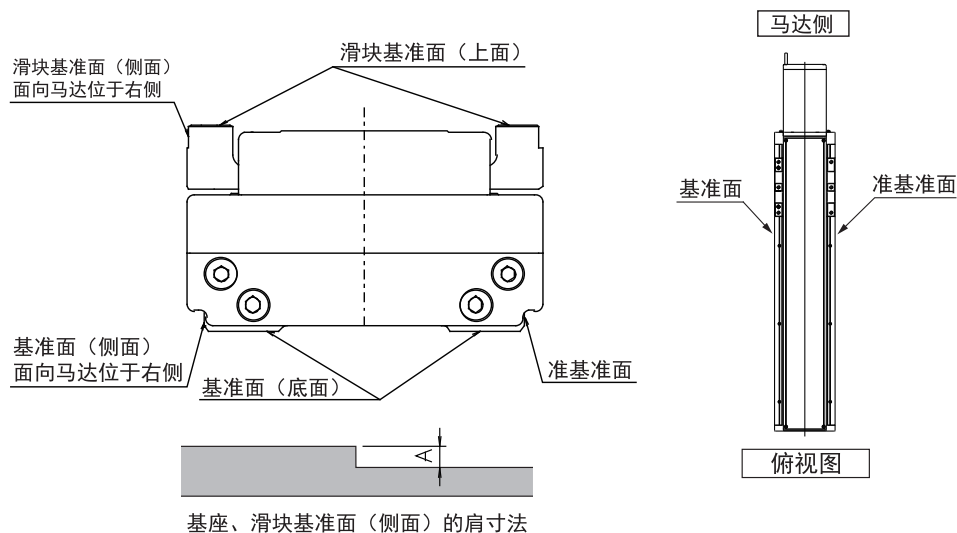 马达侧
滑块基准面（上面）
滑块基准面（侧面）
面向马达位于右侧
基准面
准基准面
基准面（侧面）
面向马达位于右侧
基准面（底面）
准基准面
A
俯视图
基座、滑块基准面（侧面）的肩寸法